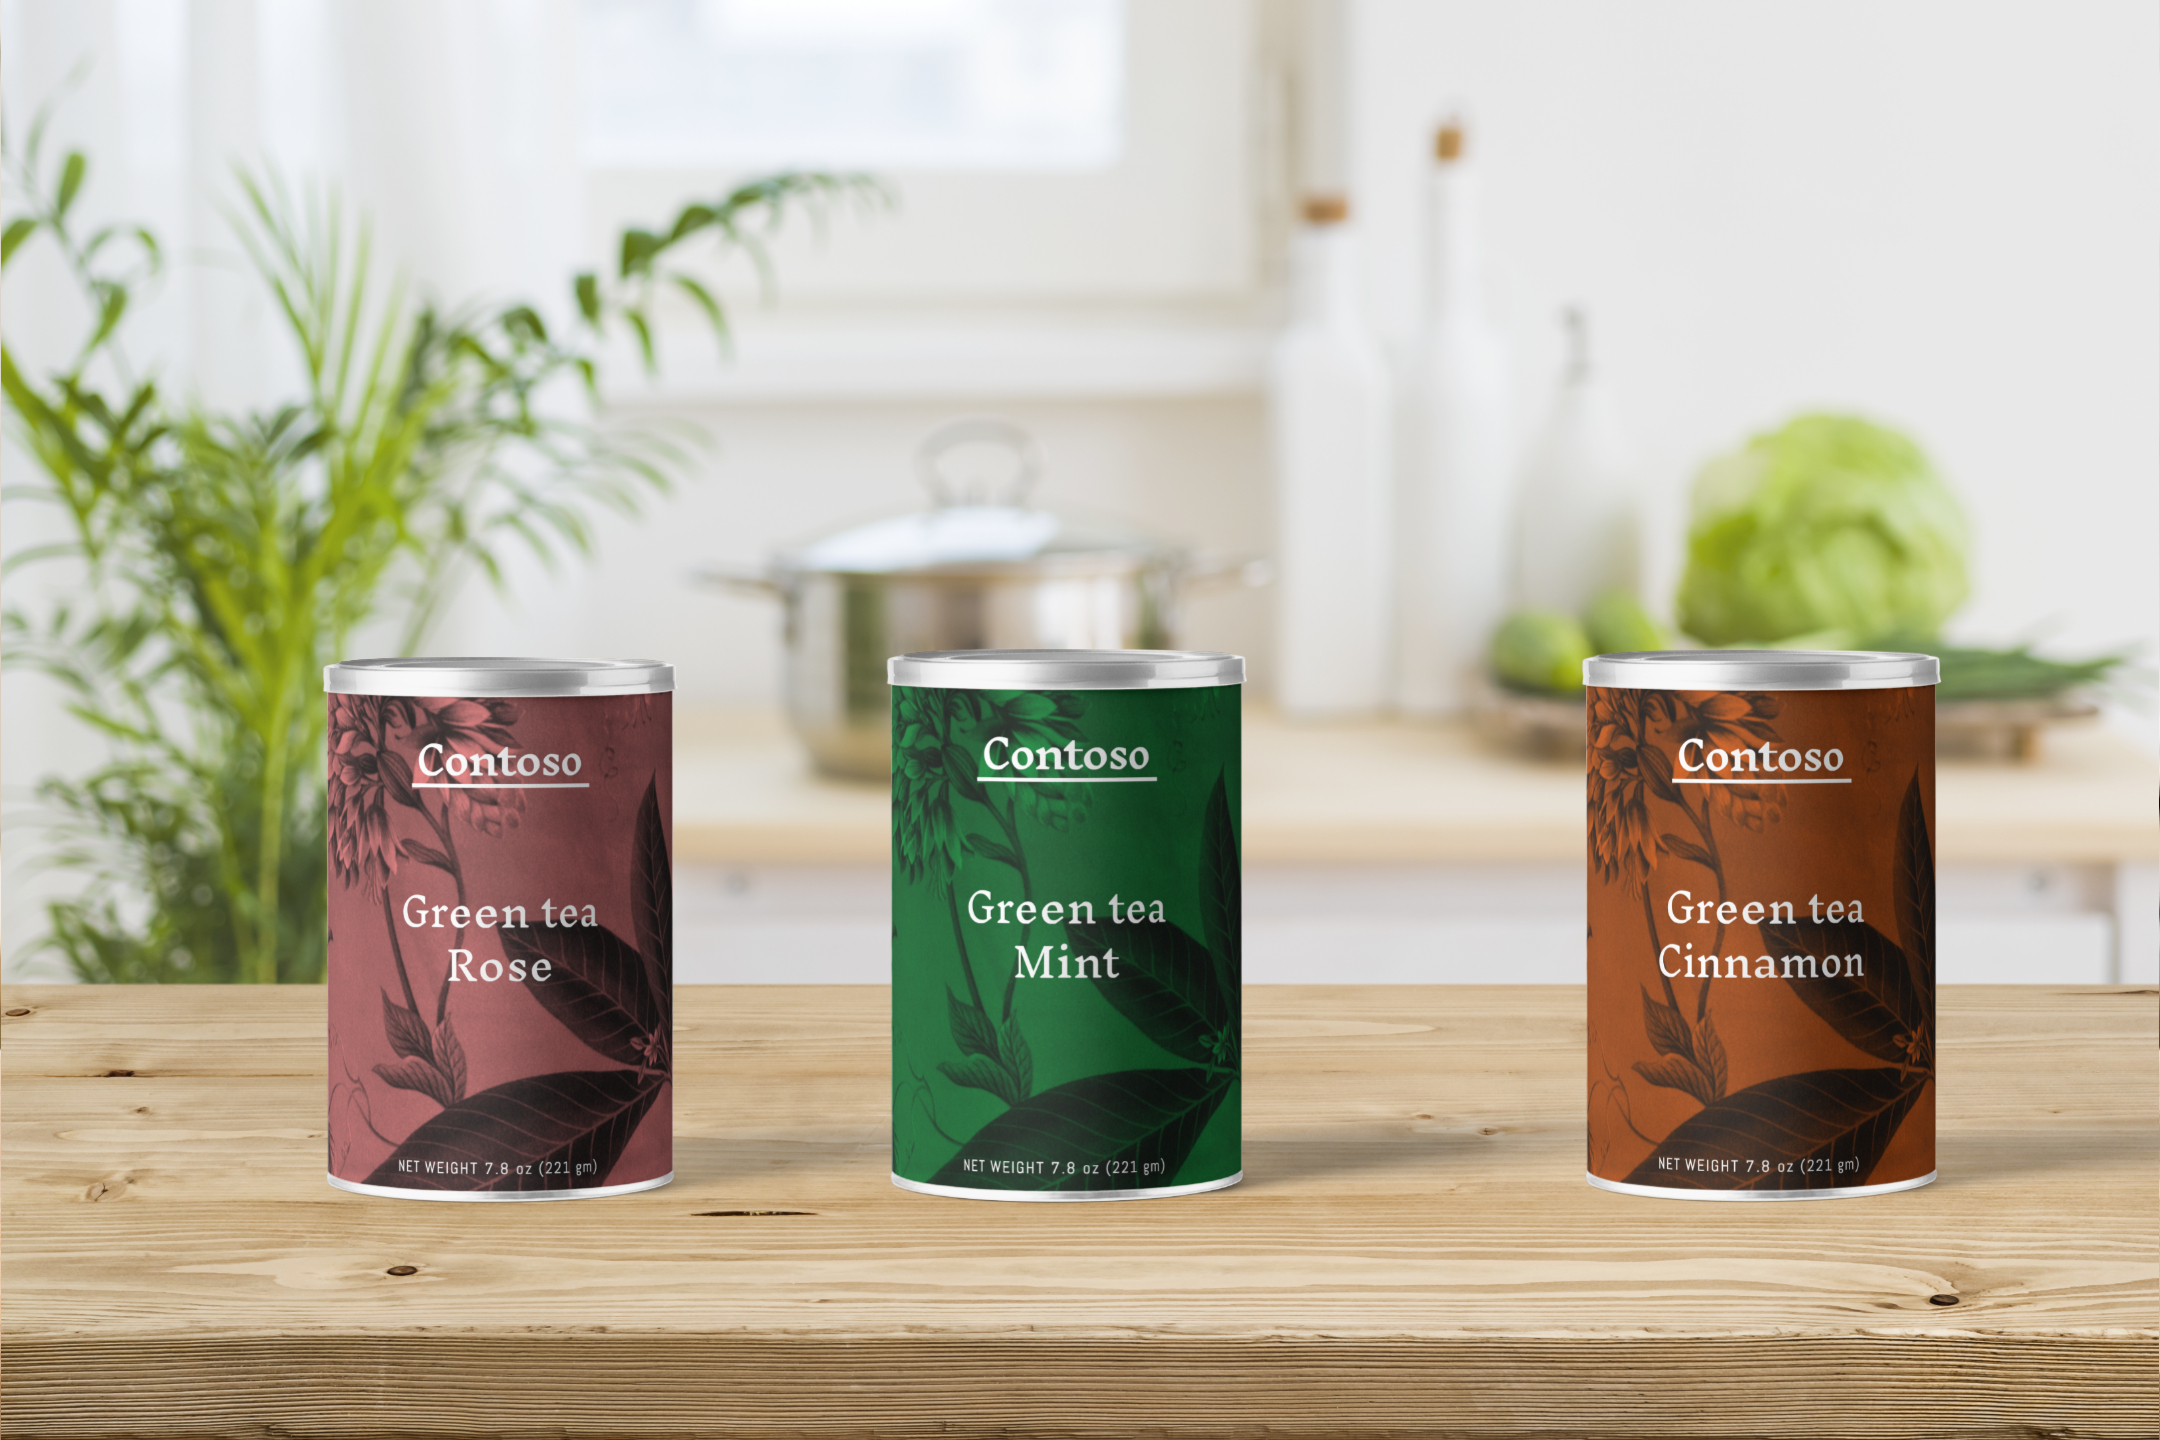 Contoso
Green tea
Rose
NET WEIGHT 7.8 oz (221 gm)
Contoso
Green tea
Mint
NET WEIGHT 7.8 oz (221 gm)
Contoso
Green tea
Cinnamon
NET WEIGHT 7.8 oz (221 gm)